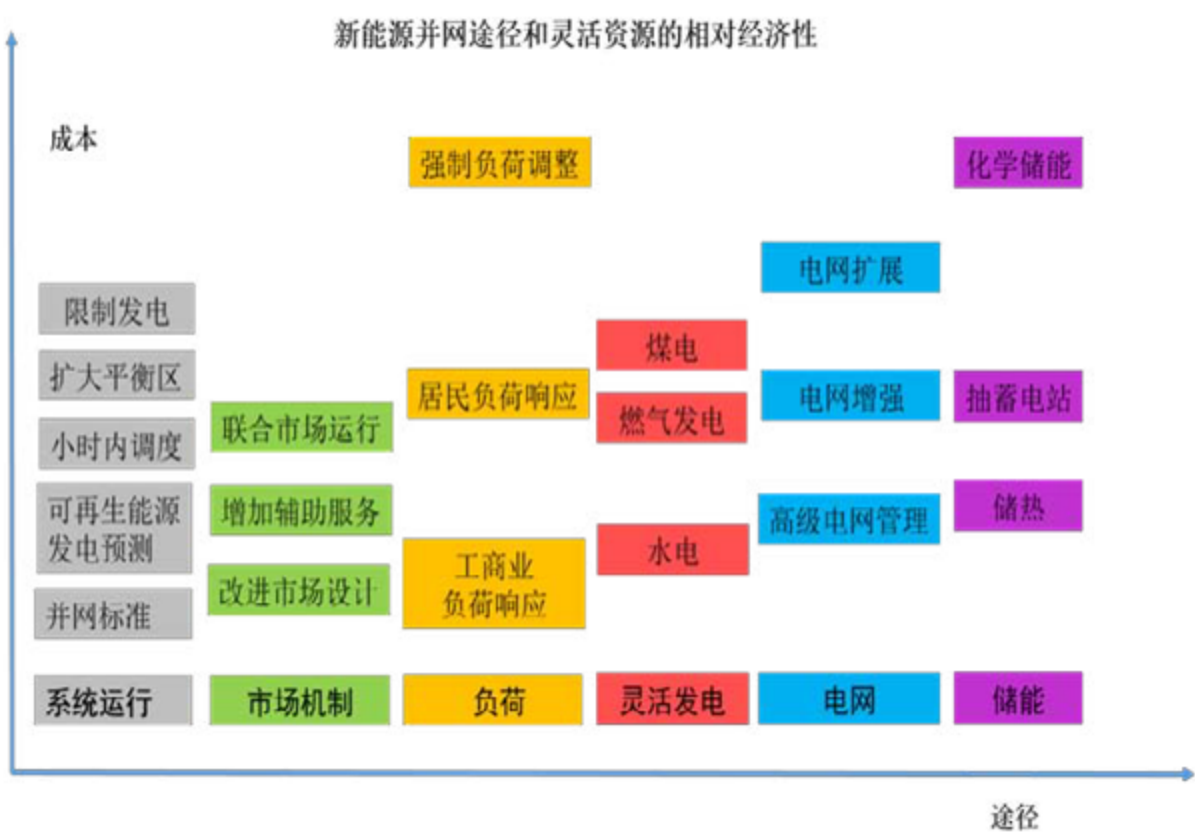 新能源并网途径和灵活资源的相对经济性
成本
强制负荷调整
化学储能
电网扩展
限制发电
煤电
扩大平衡区
居民负荷响应
电网增强
抽蓄电站
联合市场运行
燃气发电
小时内调度
可再生能源
发电预测
增加辅助服务
高级电网管理
储热
水电
工商业
负荷响应
改进市场设计
并网标准
系统运行
市场机制
负荷
灵活发电
电网
储能
途径